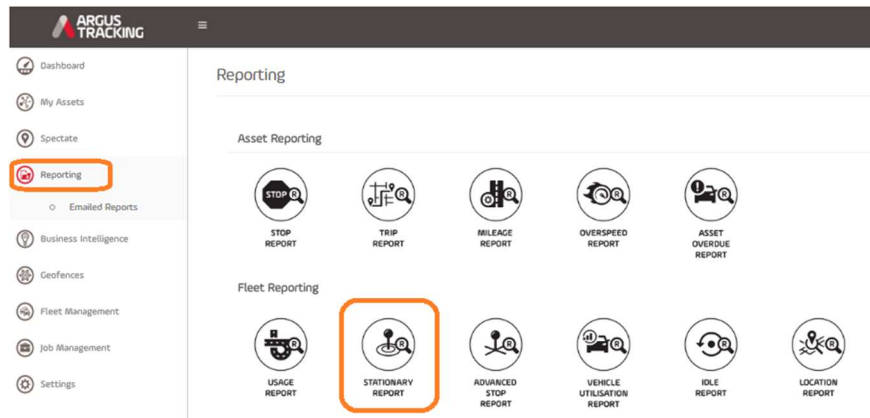 ARGUS
TRACKING
Dashboard
My Assets
Spectate
Reporting
Emailed Reports
Business Intelligence
Geofences
Fleet Management
Job Management
Settings
Reporting
Asset Reporting
STOP R
R
R
R
R
STOP
REPORT
TRIP
REPORT
MILEAGE
REPORT
OVERSPEED
REPORT
ASSET
OVERDUE
REPORT
Fleet Reporting
R
R
R
R
R
R
USAGE
REPORT
STATIONARY
REPORT
ADVANCED
STOP
REPORT
VEHICLE
UTILISATION
REPORT
IDLE
REPORT
LOCATION
REPORT